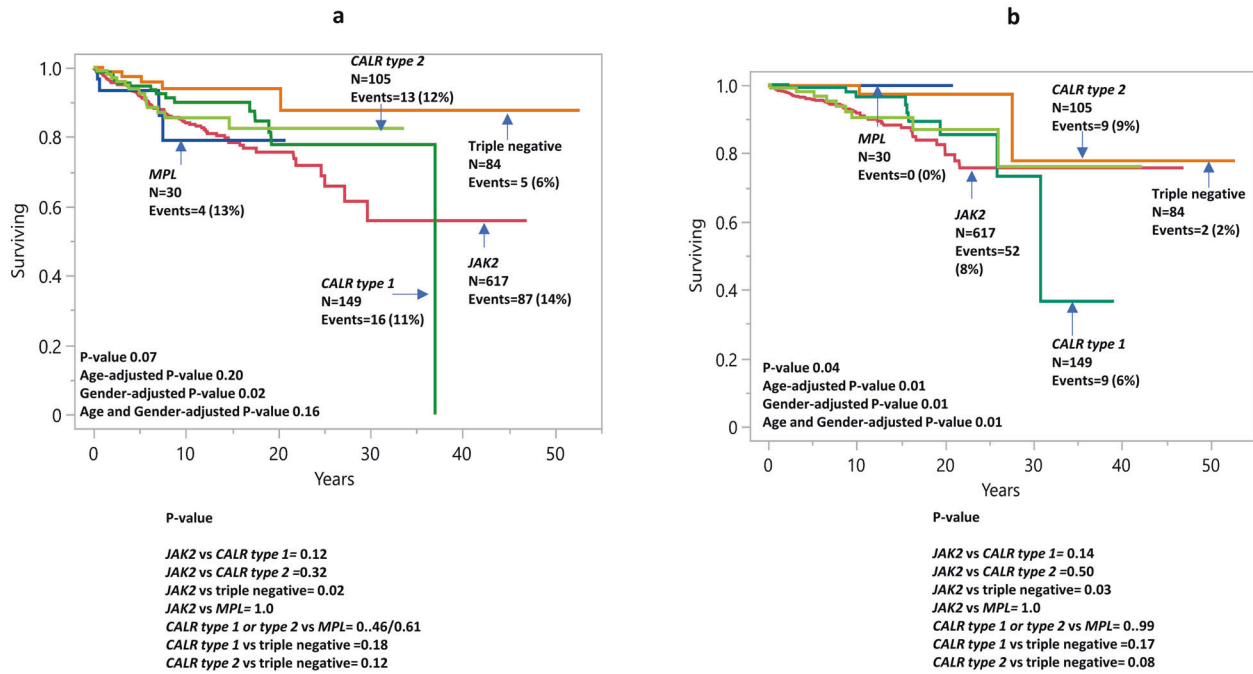 a
1.0
0.8
0.6
0.4
0.2
0
Surviving
0
10
20
30
40
50
Years
CALR type 2
N=105
Events=13 (12%)
MPL
N=30
Events=4 (13%)
Triple negative
N=84
Events= 5 (6%)
JAK2
N=617
Events=87 (14%)
CALR type 1
N=149
Events=16 (11%)
P-value 0.07
Age-adjusted P-value 0.20
Gender-adjusted P-value 0.02
Age and Gender-adjusted P-value 0.16
P-value
JAK2 vs CALR type 1= 0.12
JAK2 vs CALR type 2 =0.32
JAK2 vs triple negative= 0.02
JAK2 vs MPL= 1.0
CALR type 1 or type 2 vs MPL= 0..46/0.61
CALR type 1 vs triple negative =0.18
CALR type 2 vs triple negative= 0.12
b
1.0
0.8
0.6
0.4
0.2
0
Surviving
0
10
20
30
40
50
Years
CALR type 2
N=105
Events=9 (9%)
MPL
N=30
Events=0 (0%)
Triple negative
N=84
Events=2 (2%)
JAK2
N=617
Events=52
(8%)
CALR type 1
N=149
Events=9 (6%)
P-value 0.04
Age-adjusted P-value 0.01
Gender-adjusted P-value 0.01
Age and Gender-adjusted P-value 0.01
P-value
JAK2 vs CALR type 1= 0.14
JAK2 vs CALR type 2 =0.50
JAK2 vs triple negative= 0.03
JAK2 vs MPL= 1.0
CALR type 1 or type 2 vs MPL= 0..99
CALR type 1 vs triple negative =0.17
CALR type 2 vs triple negative= 0.08